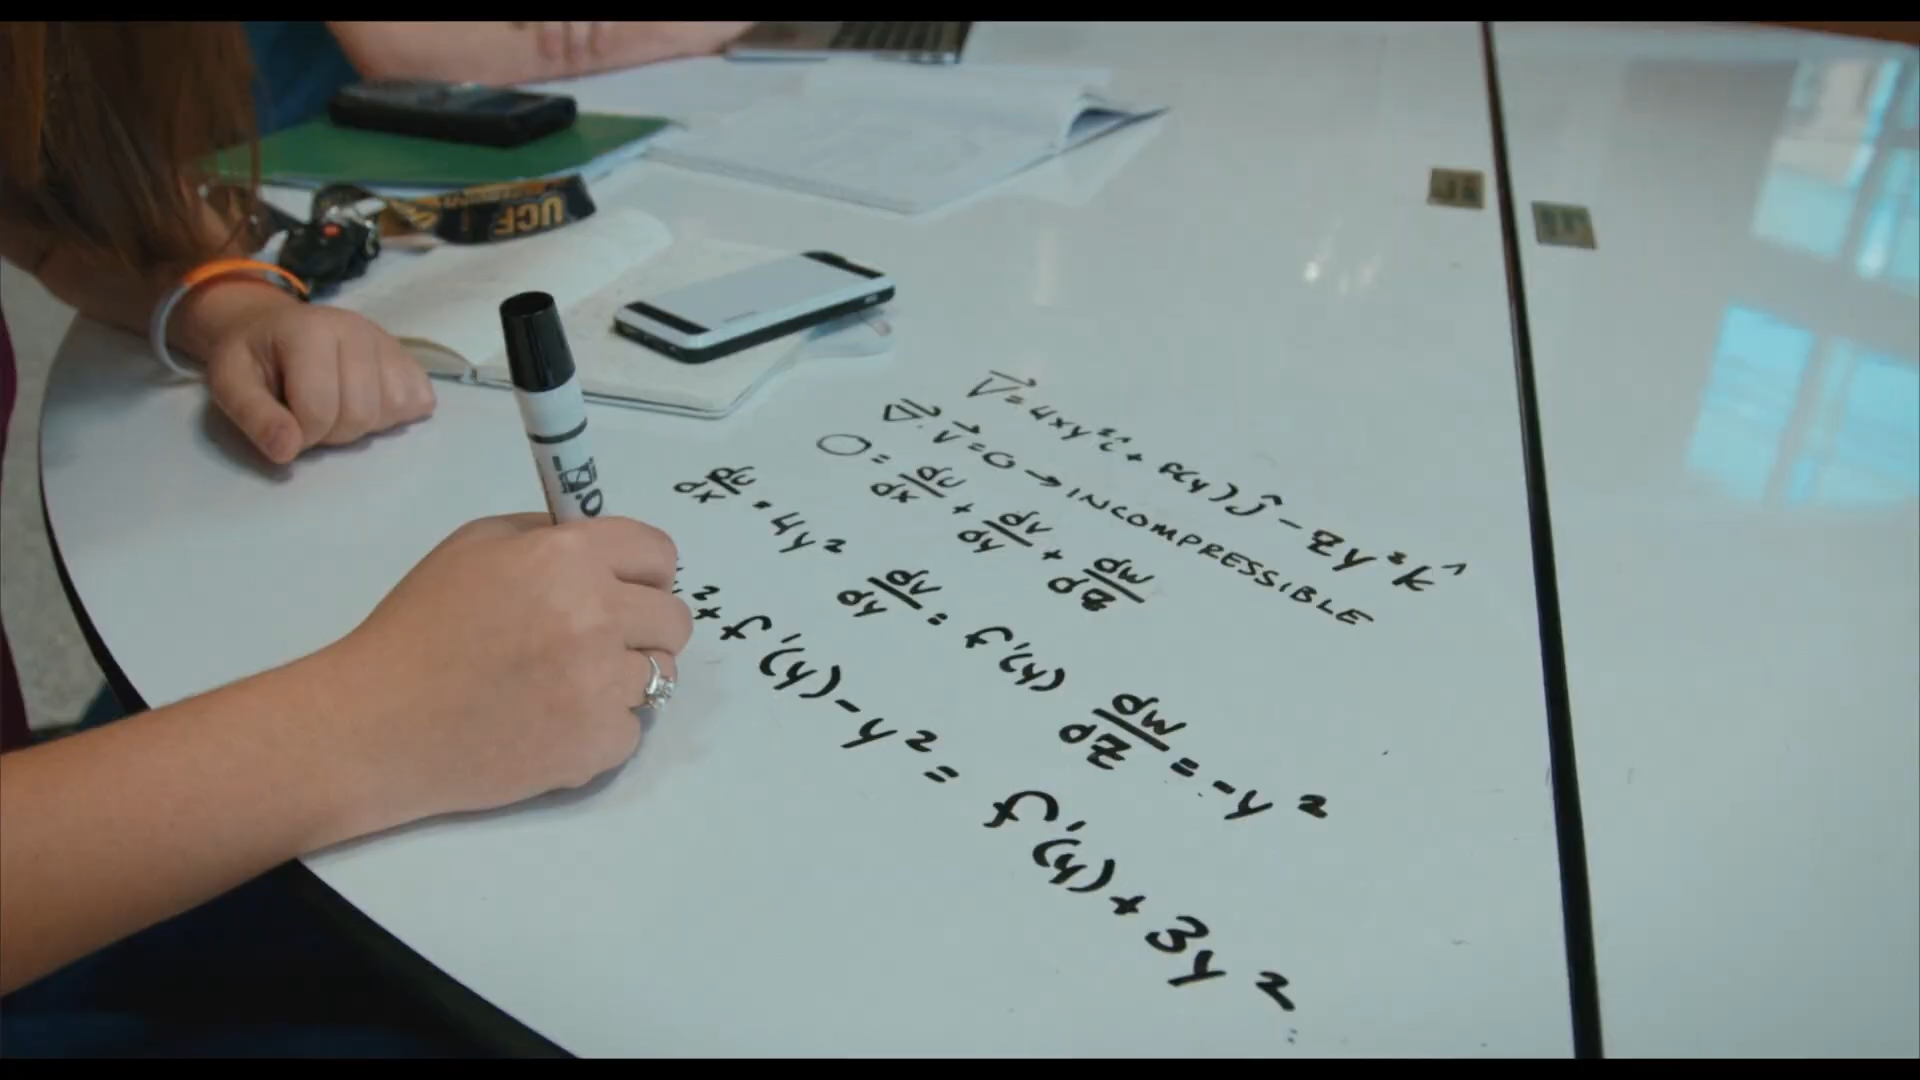 UCF
V⃗ = 4xy²î + f(y)ĵ - zy²k̂
∇·V⃗ = 0 → INCOMPRESSIBLE
0 = du/dx + dv/dy + dw/dz
du/dx = 4y² dv/dy = f'(y) dw/dz = -y²
² + f'(y) - y² = f'(y) + 3y²